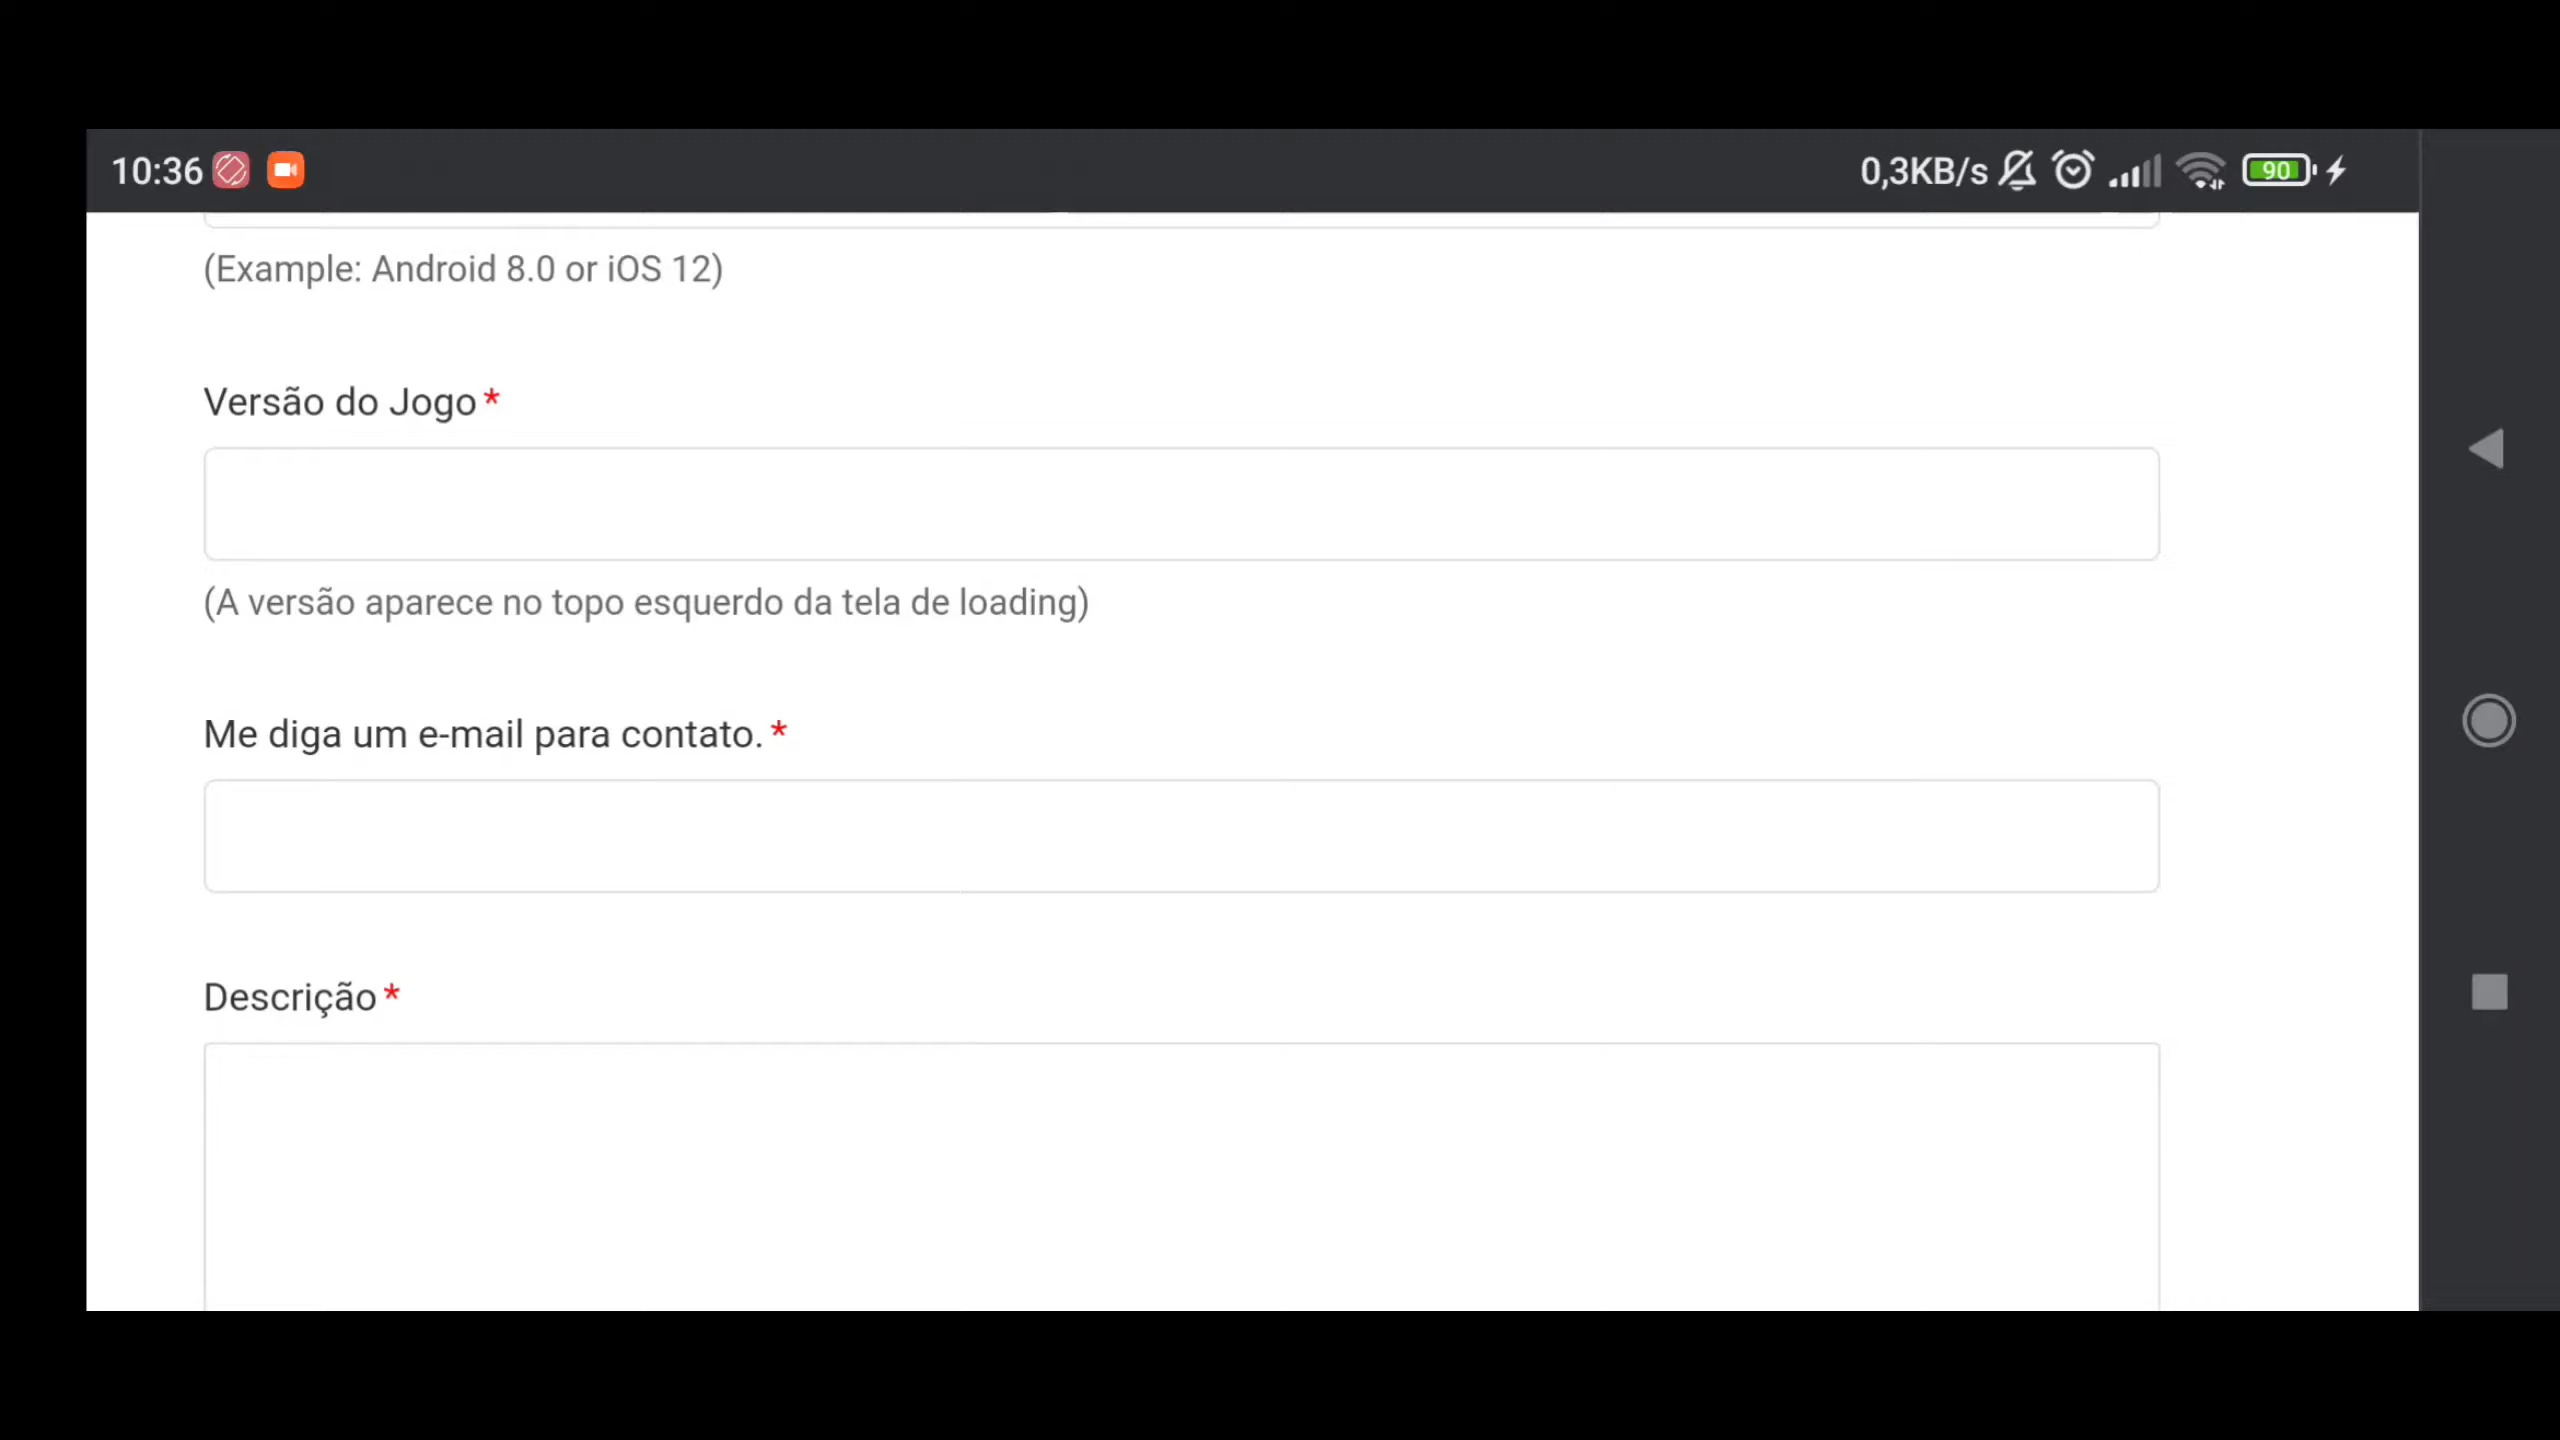 10:36 0,3KB/s 90
(Example: Android 8.0 or iOS 12)
Versão do Jogo *
(A versão aparece no topo esquerdo da tela de loading)
Me diga um e-mail para contato. *
Descrição *